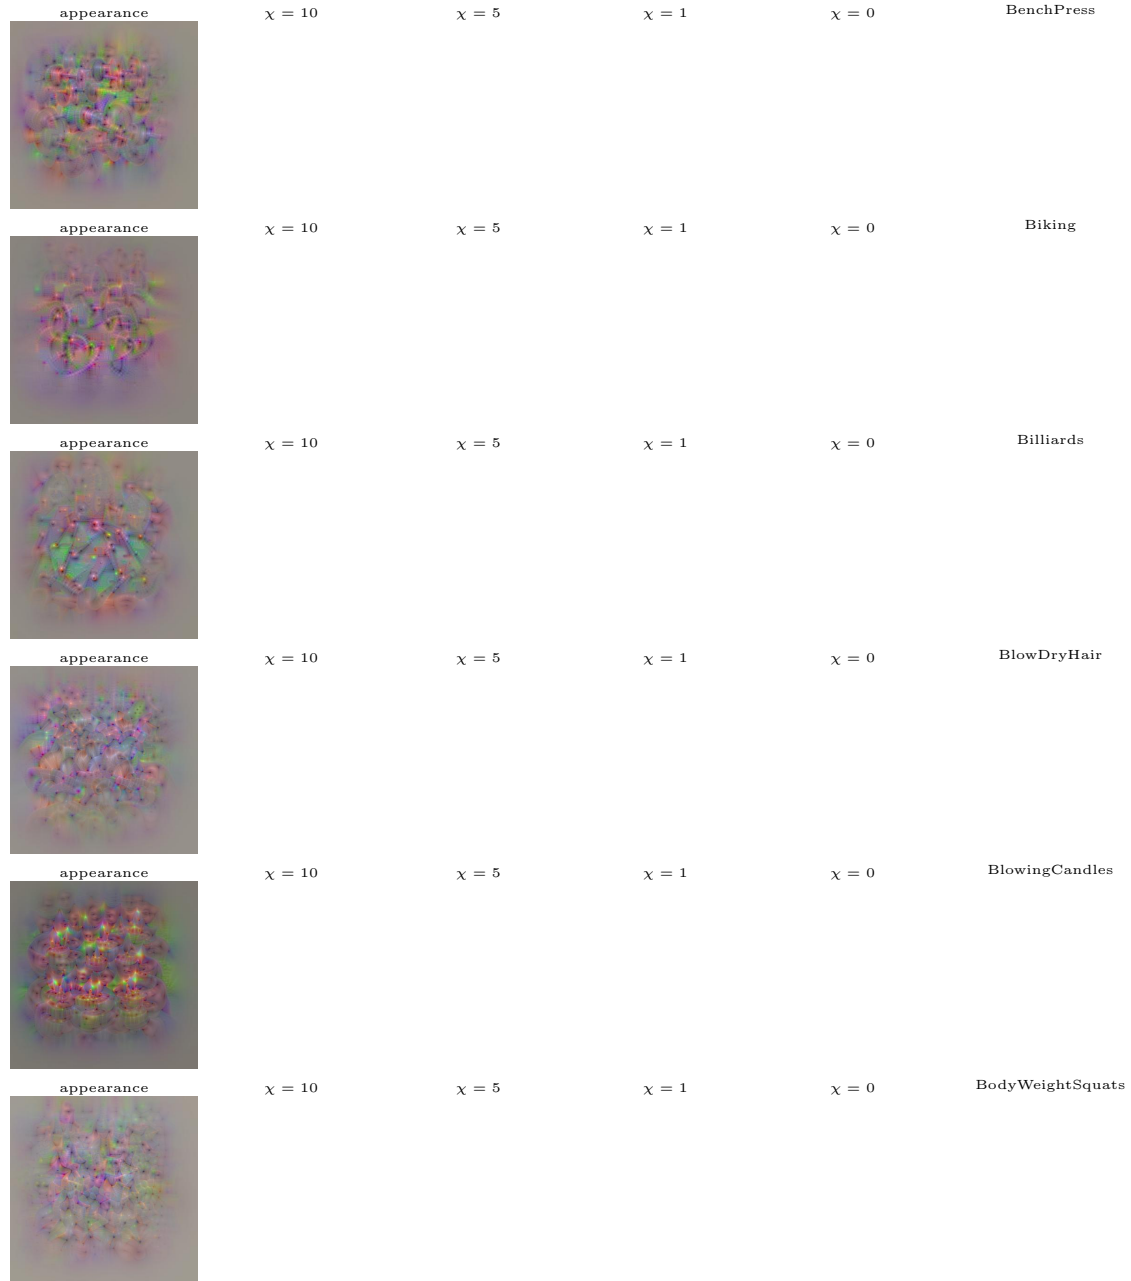 appearance χ = 10 χ = 5 χ = 1 χ = 0 BenchPress
appearance χ = 10 χ = 5 χ = 1 χ = 0 Biking
appearance χ = 10 χ = 5 χ = 1 χ = 0 Billiards
appearance χ = 10 χ = 5 χ = 1 χ = 0 BlowDryHair
appearance χ = 10 χ = 5 χ = 1 χ = 0 BlowingCandles
appearance χ = 10 χ = 5 χ = 1 χ = 0 BodyWeightSquats